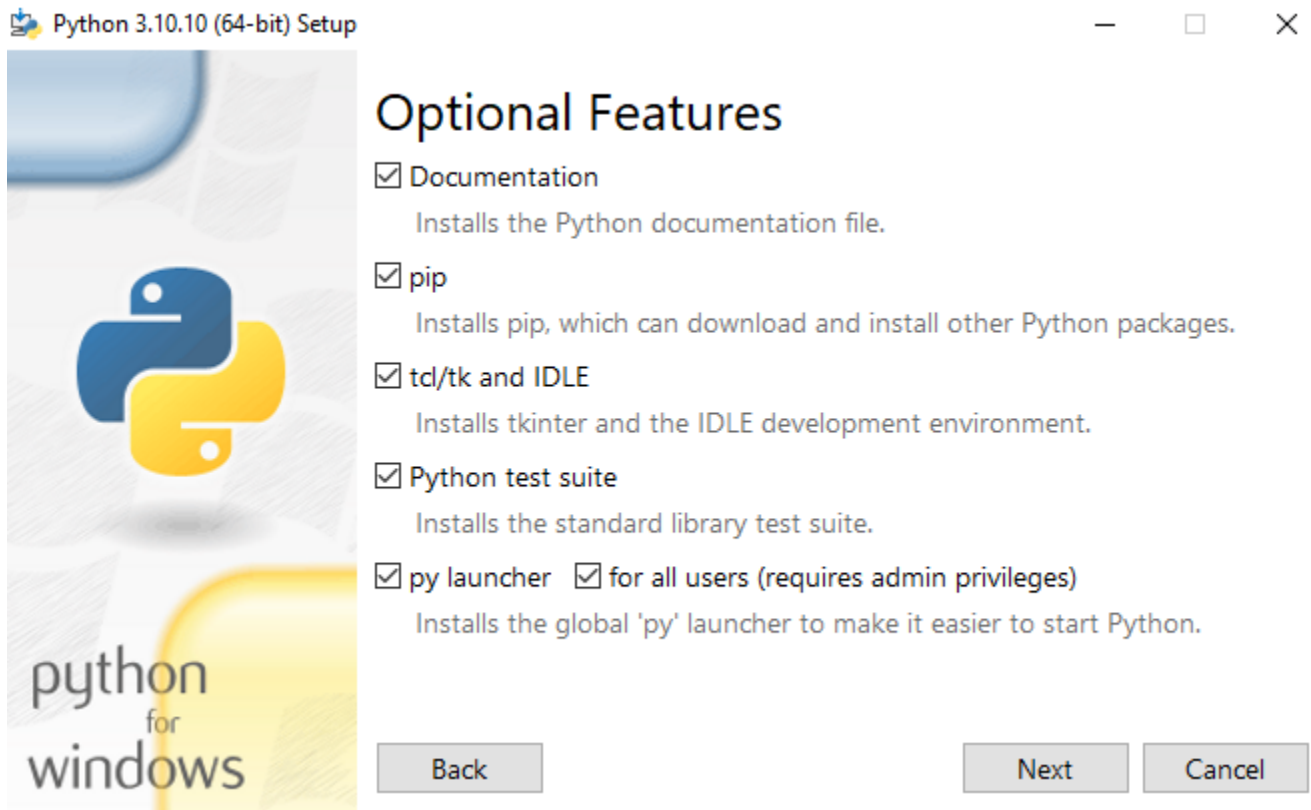 Python 3.10.10 (64-bit) Setup
Optional Features
Documentation
Installs the Python documentation file.
pip
Installs pip, which can download and install other Python packages.
tcl/tk and IDLE
Installs tkinter and the IDLE development environment.
Python test suite
Installs the standard library test suite.
py launcher for all users (requires admin privileges)
Installs the global 'py' launcher to make it easier to start Python.
python
for
windows
Back Next Cancel